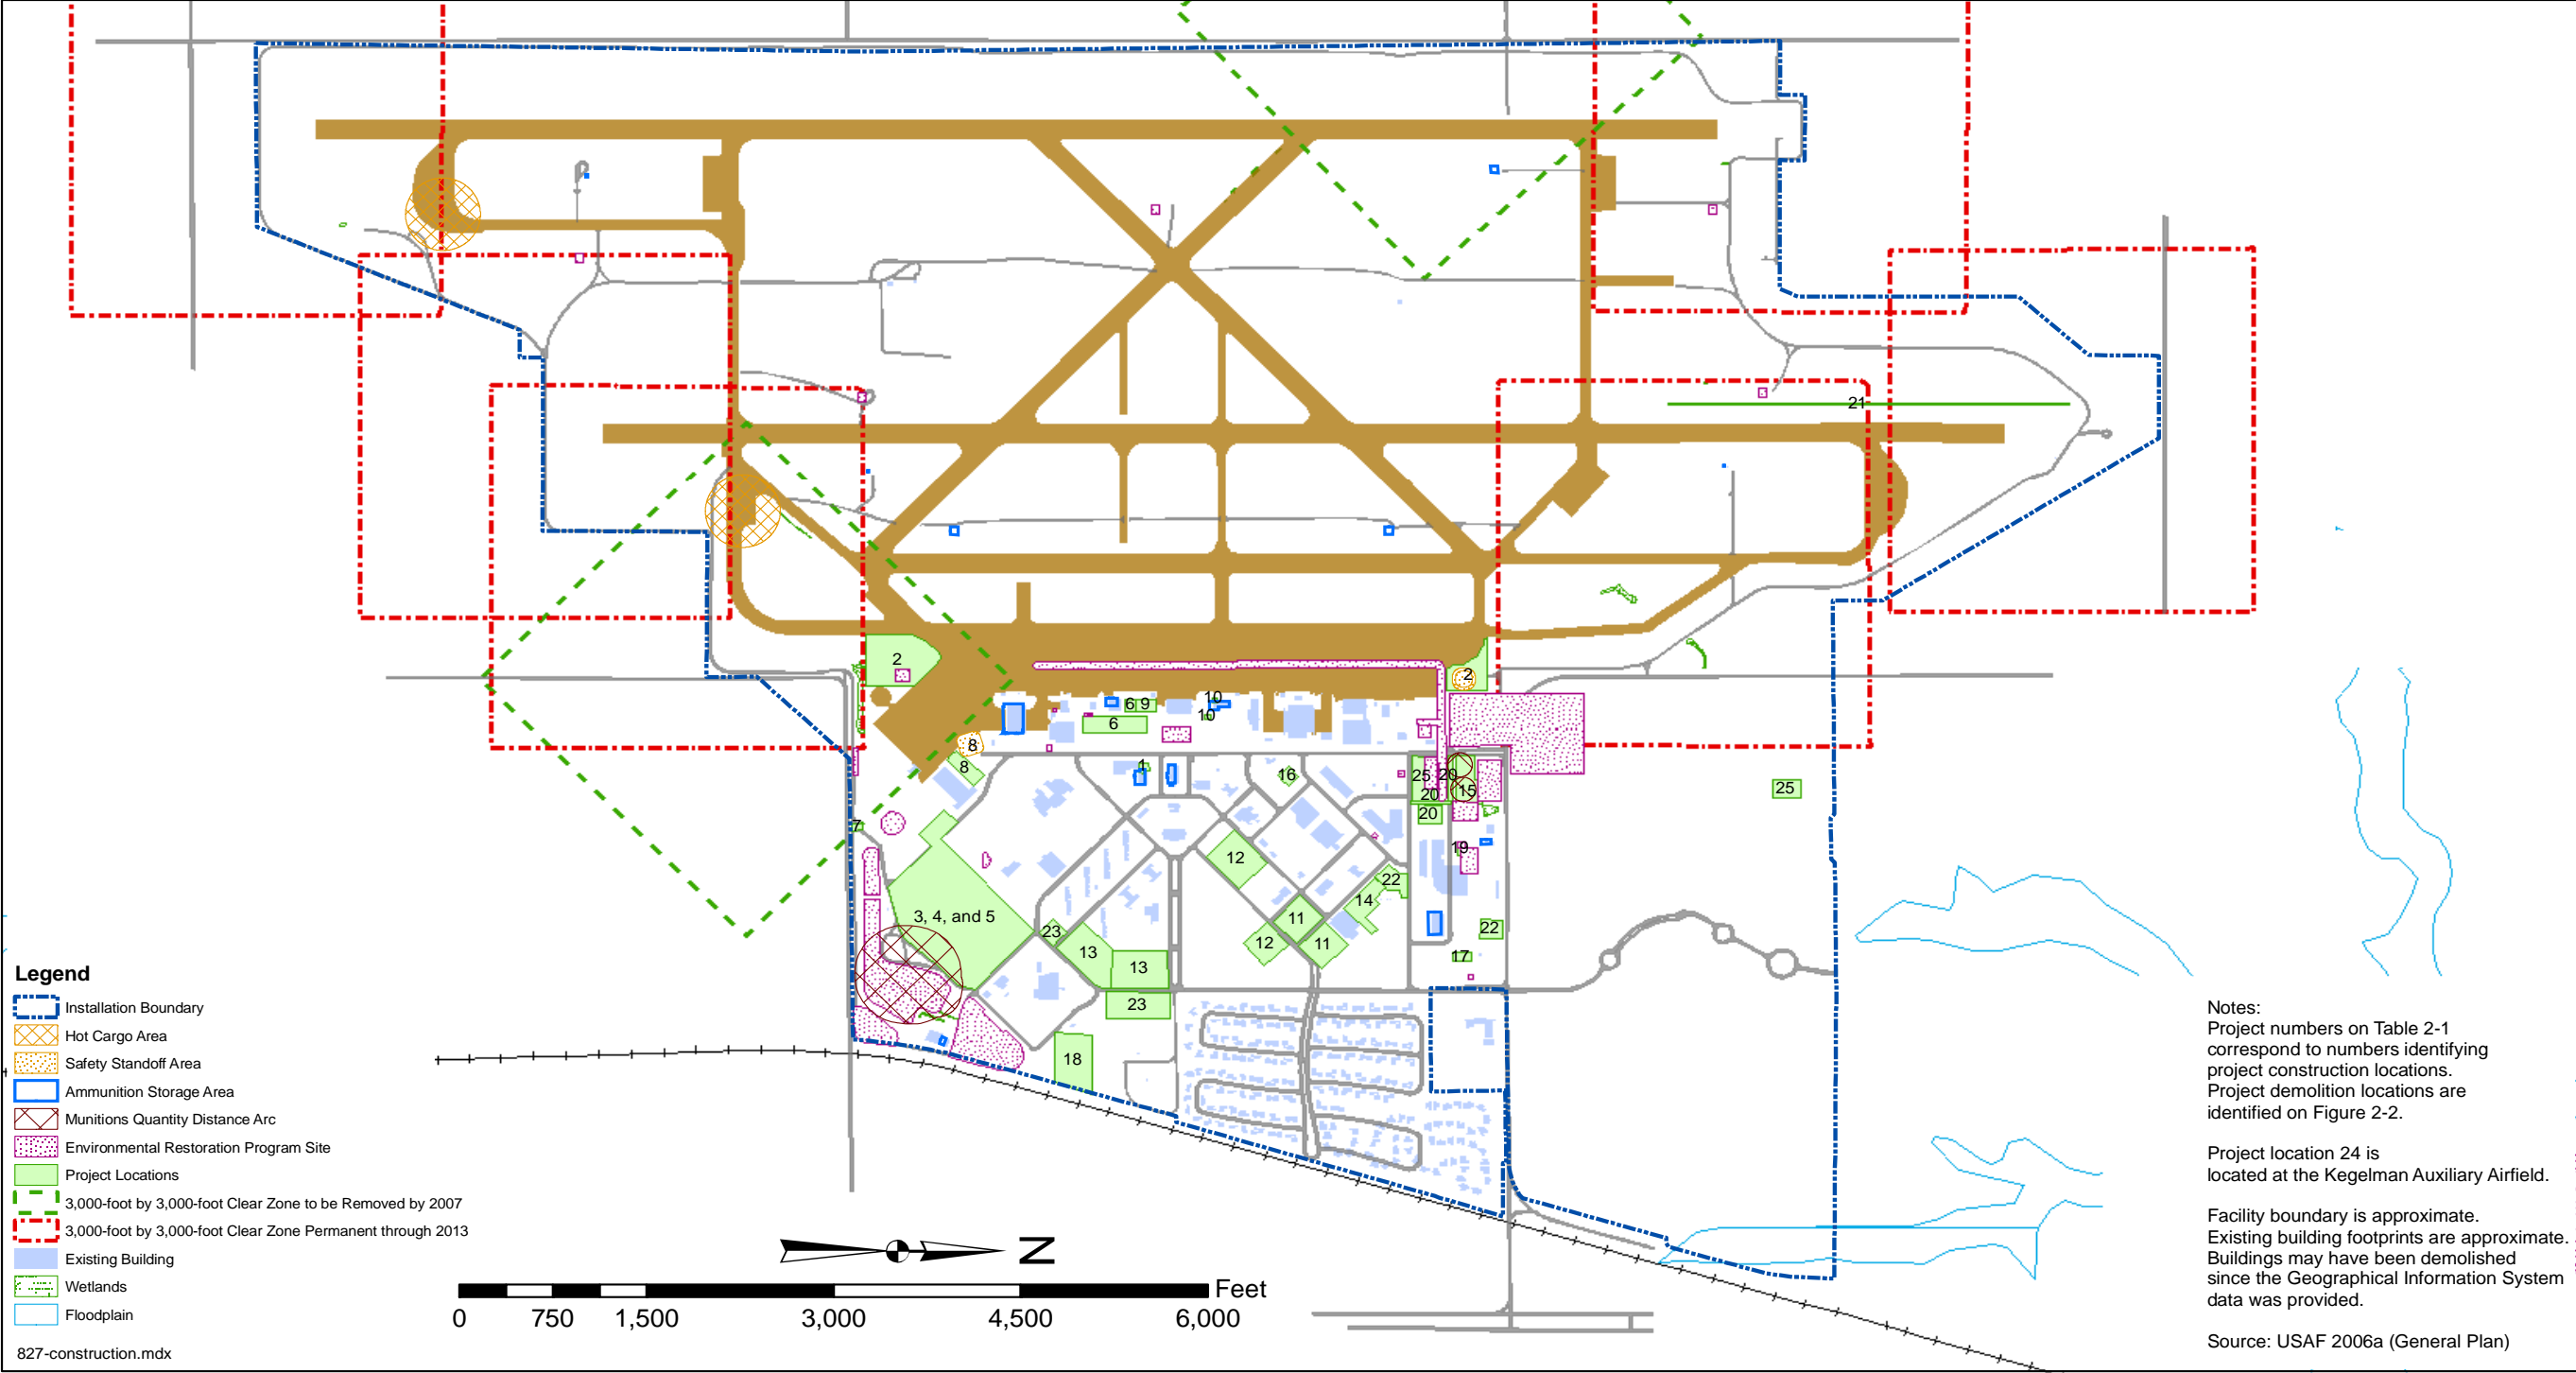 21
2
2
10
6 9
10
6
8
8
1
16
25
20
15
20
20
25
7
19
12
22
14
3, 4, and 5
11
23
12
11
22
13
13
17
23
18
Legend
Installation Boundary
Hot Cargo Area
Safety Standoff Area
Ammunition Storage Area
Munitions Quantity Distance Arc
Environmental Restoration Program Site
Project Locations
3,000-foot by 3,000-foot Clear Zone to be Removed by 2007
3,000-foot by 3,000-foot Clear Zone Permanent through 2013
Existing Building
Wetlands
Floodplain
827-construction.mdx
N
Feet
0 750 1,500 3,000 4,500 6,000
Notes:
Project numbers on Table 2-1
correspond to numbers identifying
project construction locations.
Project demolition locations are
identified on Figure 2-2.
Project location 24 is
located at the Kegelman Auxiliary Airfield.
Facility boundary is approximate.
Existing building footprints are approximate.
Buildings may have been demolished
since the Geographical Information System
data was provided.
Source: USAF 2006a (General Plan)